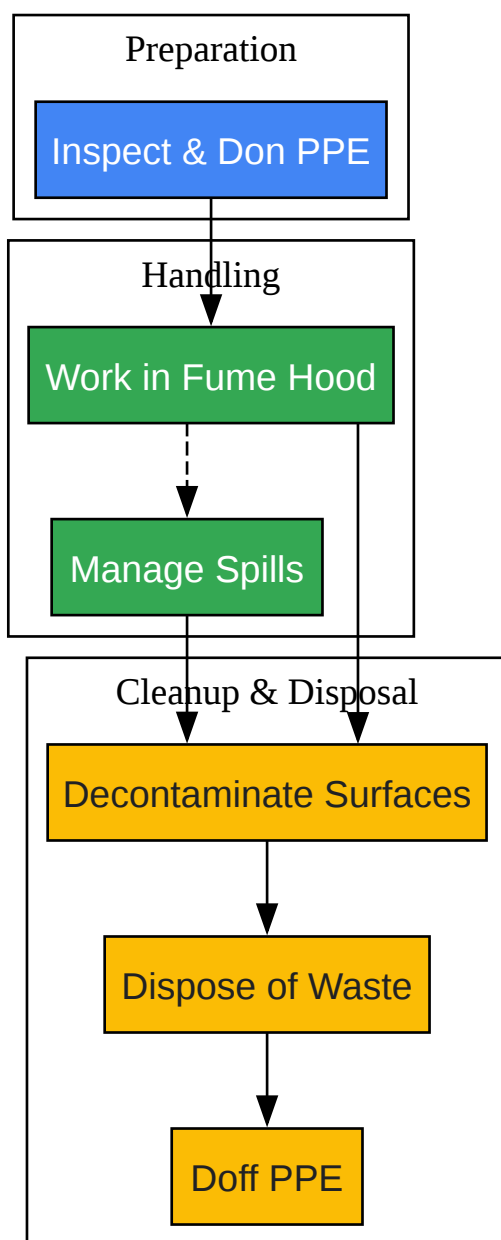 Preparation
Inspect & Don PPE
Handling
Work in Fume Hood
Manage Spills
Cleanup & Disposal
Decontaminate Surfaces
Dispose of Waste
Doff PPE